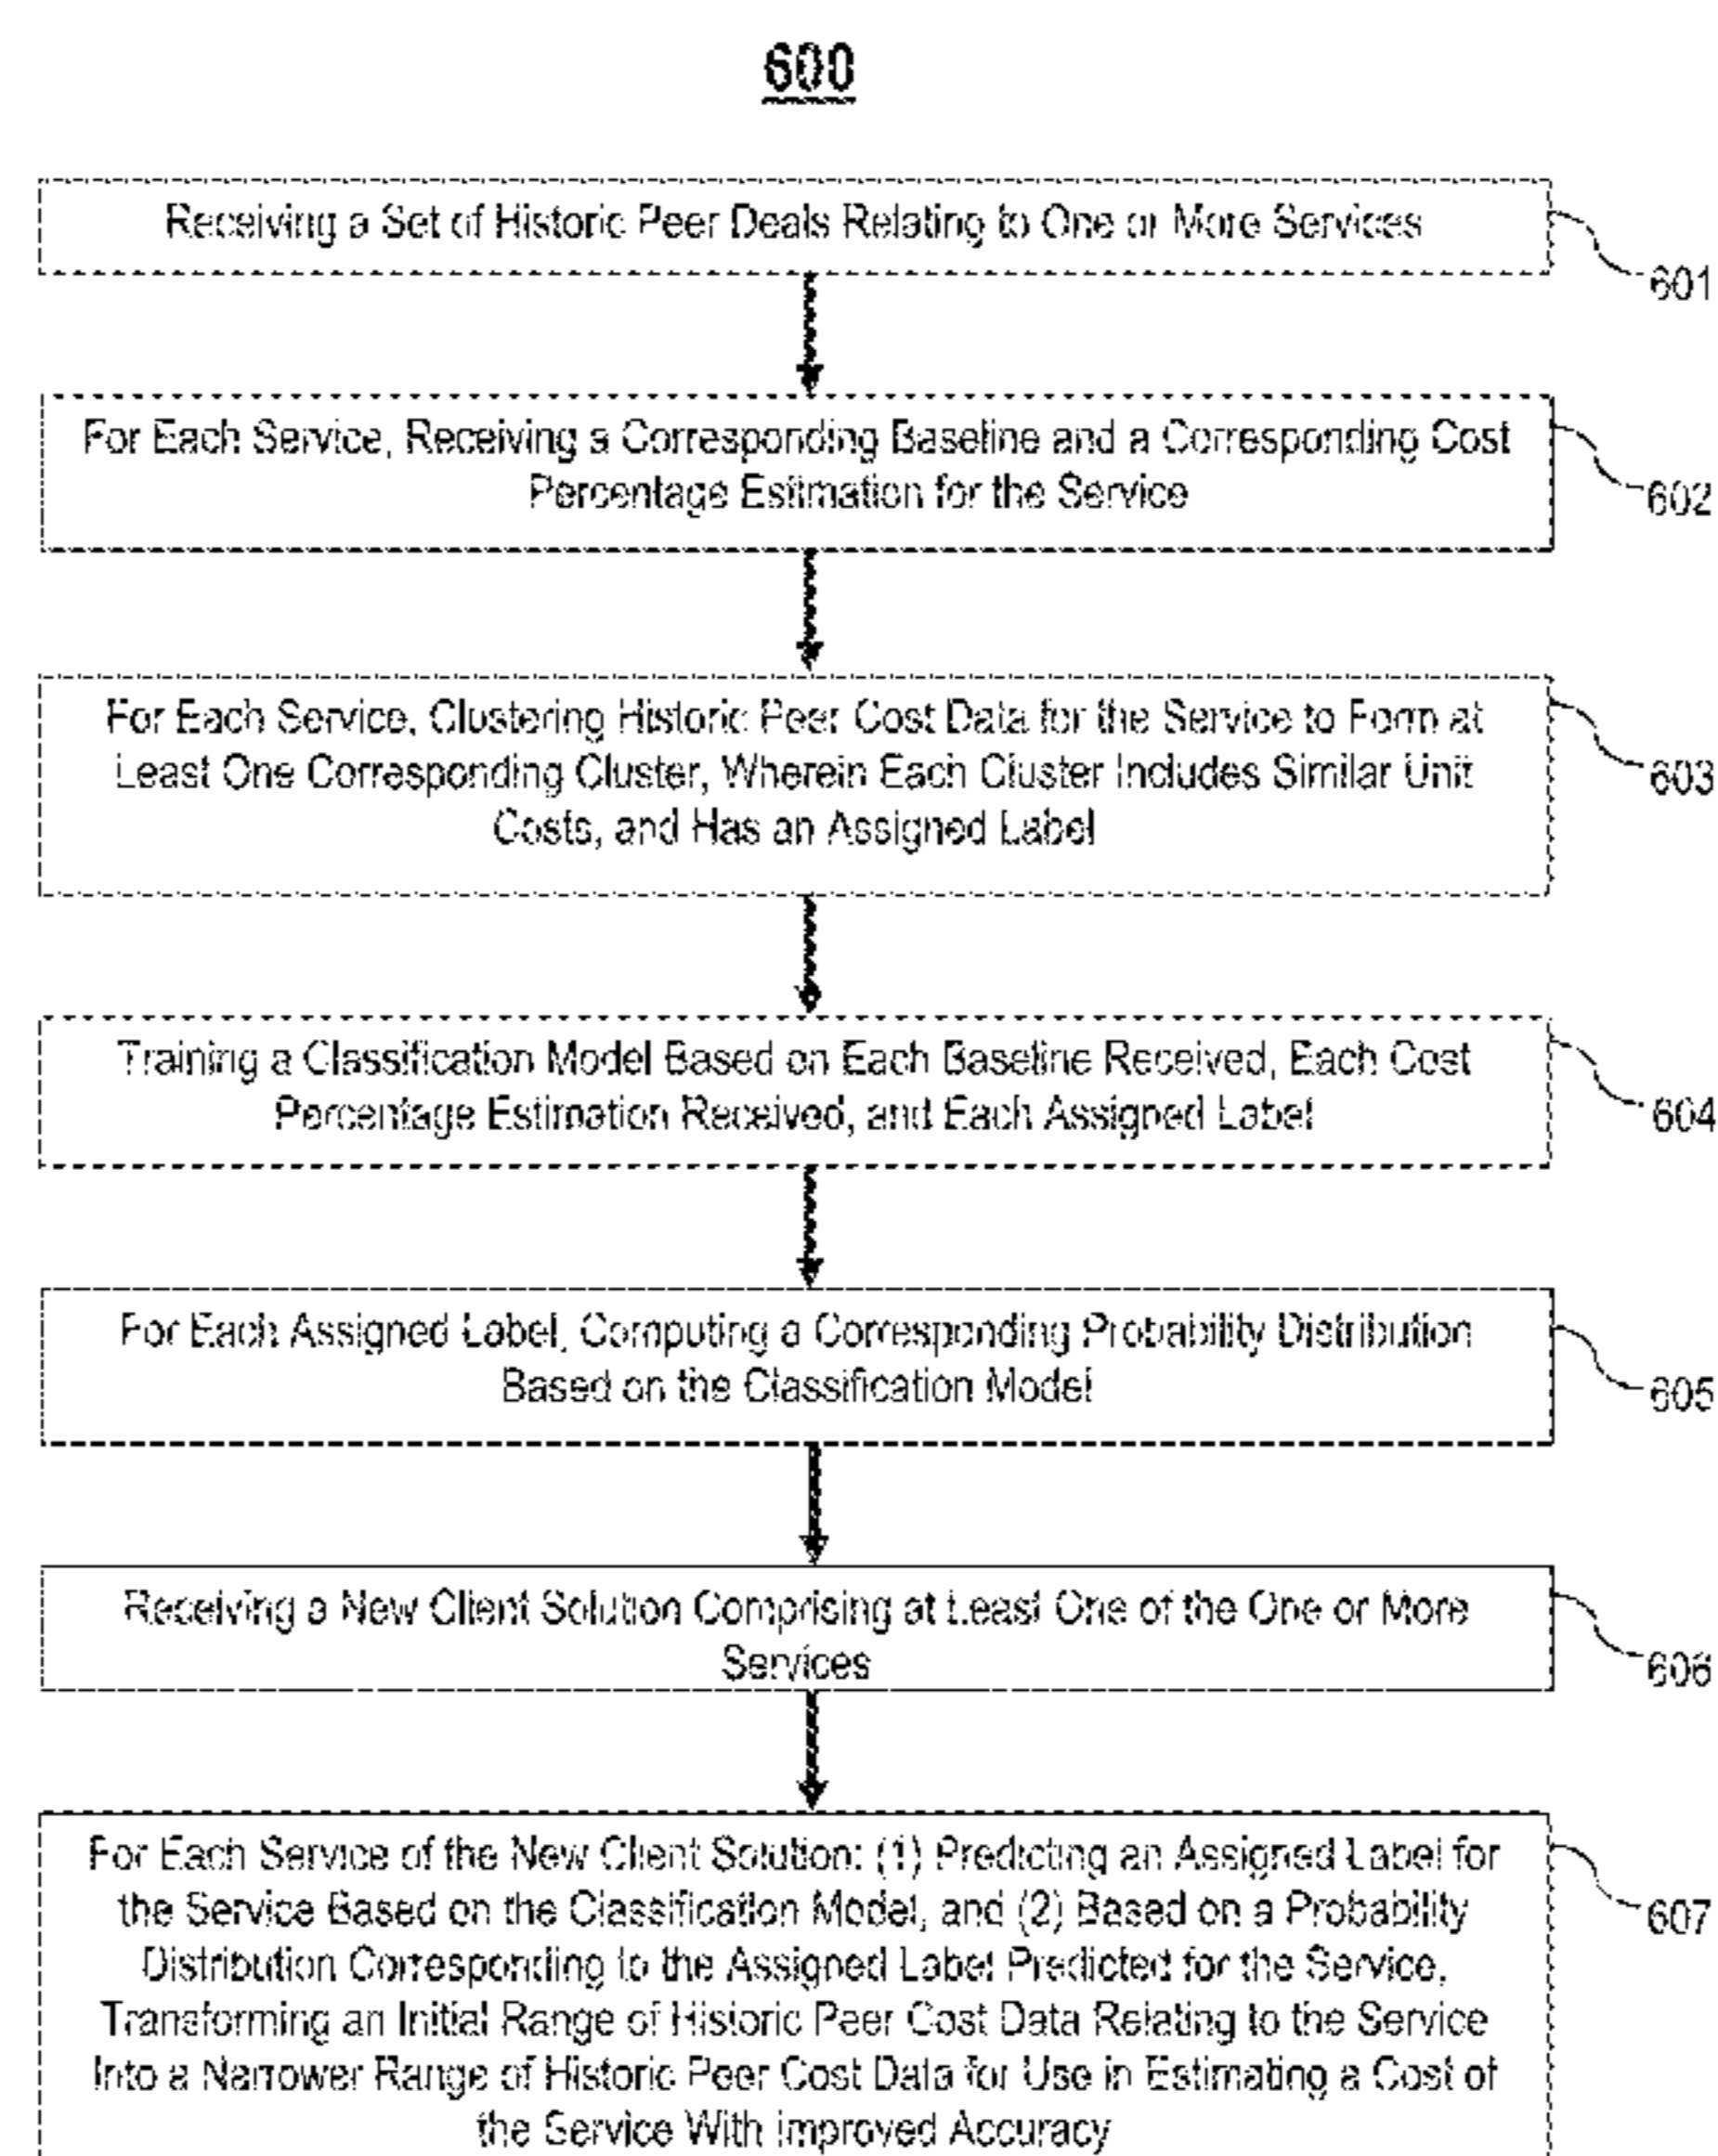 600
Receiving a Set of Historic Peer Deals Relating to One or More Services
601
For Each Service, Receiving a Corresponding Baseline and a Corresponding Cost
Percentage Estimation for the Service
602
For Each Service, Clustering Historic Peer Cost Data for the Service to Form at
Least One Corresponding Cluster, Wherein Each Cluster Includes Similar Unit
Costs, and Has an Assigned Label
603
Training a Classification Model Based on Each Baseline Received, Each Cost
Percentage Estimation Received, and Each Assigned Label
604
For Each Assigned Label, Computing a Corresponding Probability Distribution
Based on the Classification Model
605
Receiving a New Client Solution Comprising at Least One of the One or More
Services
606
For Each Service of the New Client Solution: (1) Predicting an Assigned Label for
the Service Based on the Classification Model, and (2) Based on a Probability
Distribution Corresponding to the Assigned Label Predicted for the Service,
Transforming an Initial Range of Historic Peer Cost Data Relating to the Service
Into a Narrower Range of Historic Peer Cost Data for Use in Estimating a Cost of
the Service With Improved Accuracy
607